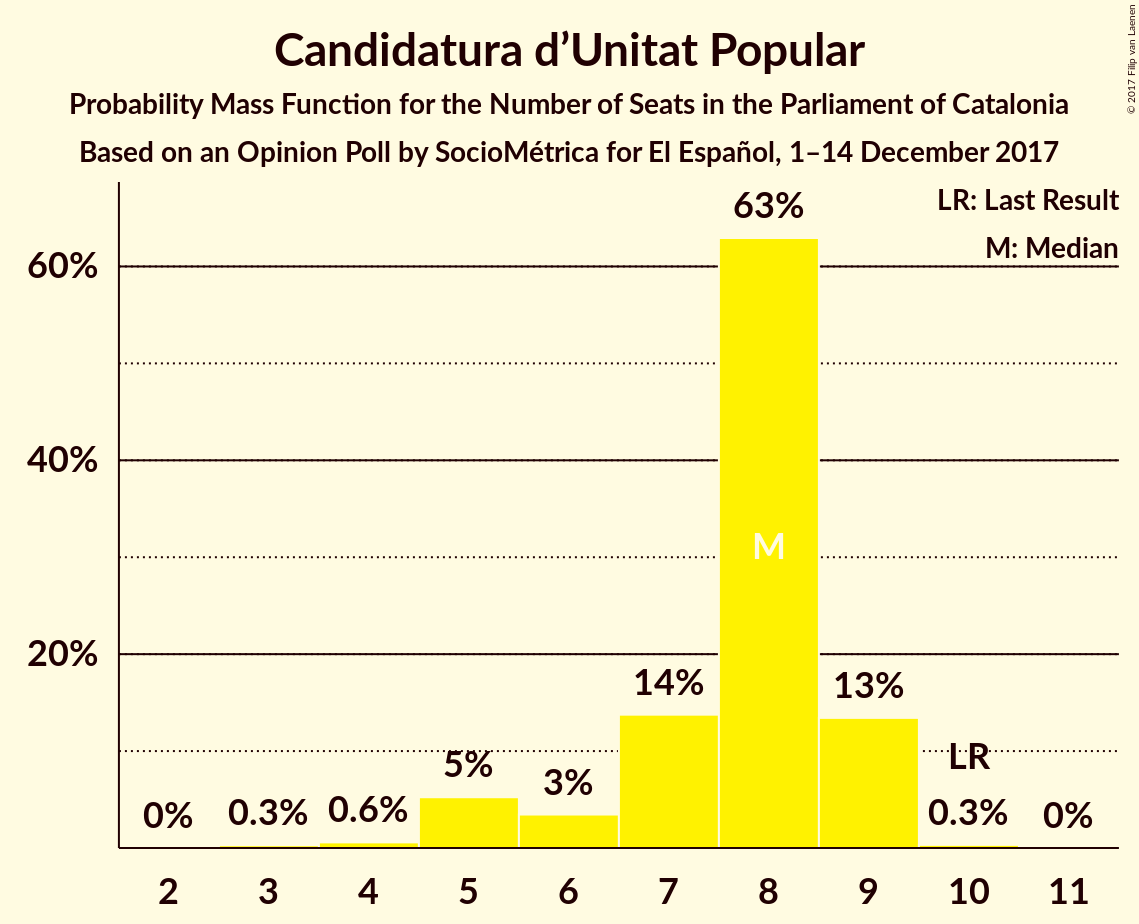 Candidatura d’Unitat Popular
Probability Mass Function for the Number of Seats in the Parliament of Catalonia
Based on an Opinion Poll by SocioMétrica for El Español, 1–14 December 2017
© 2017 Filip van Laenen
LR: Last Result
M: Median
63%
60%
40%
M
20%
14%
13%
5%
3%
LR
0%
0.3%
0.6%
0.3%
0%
2 3 4 5 6 7 8 9 10 11